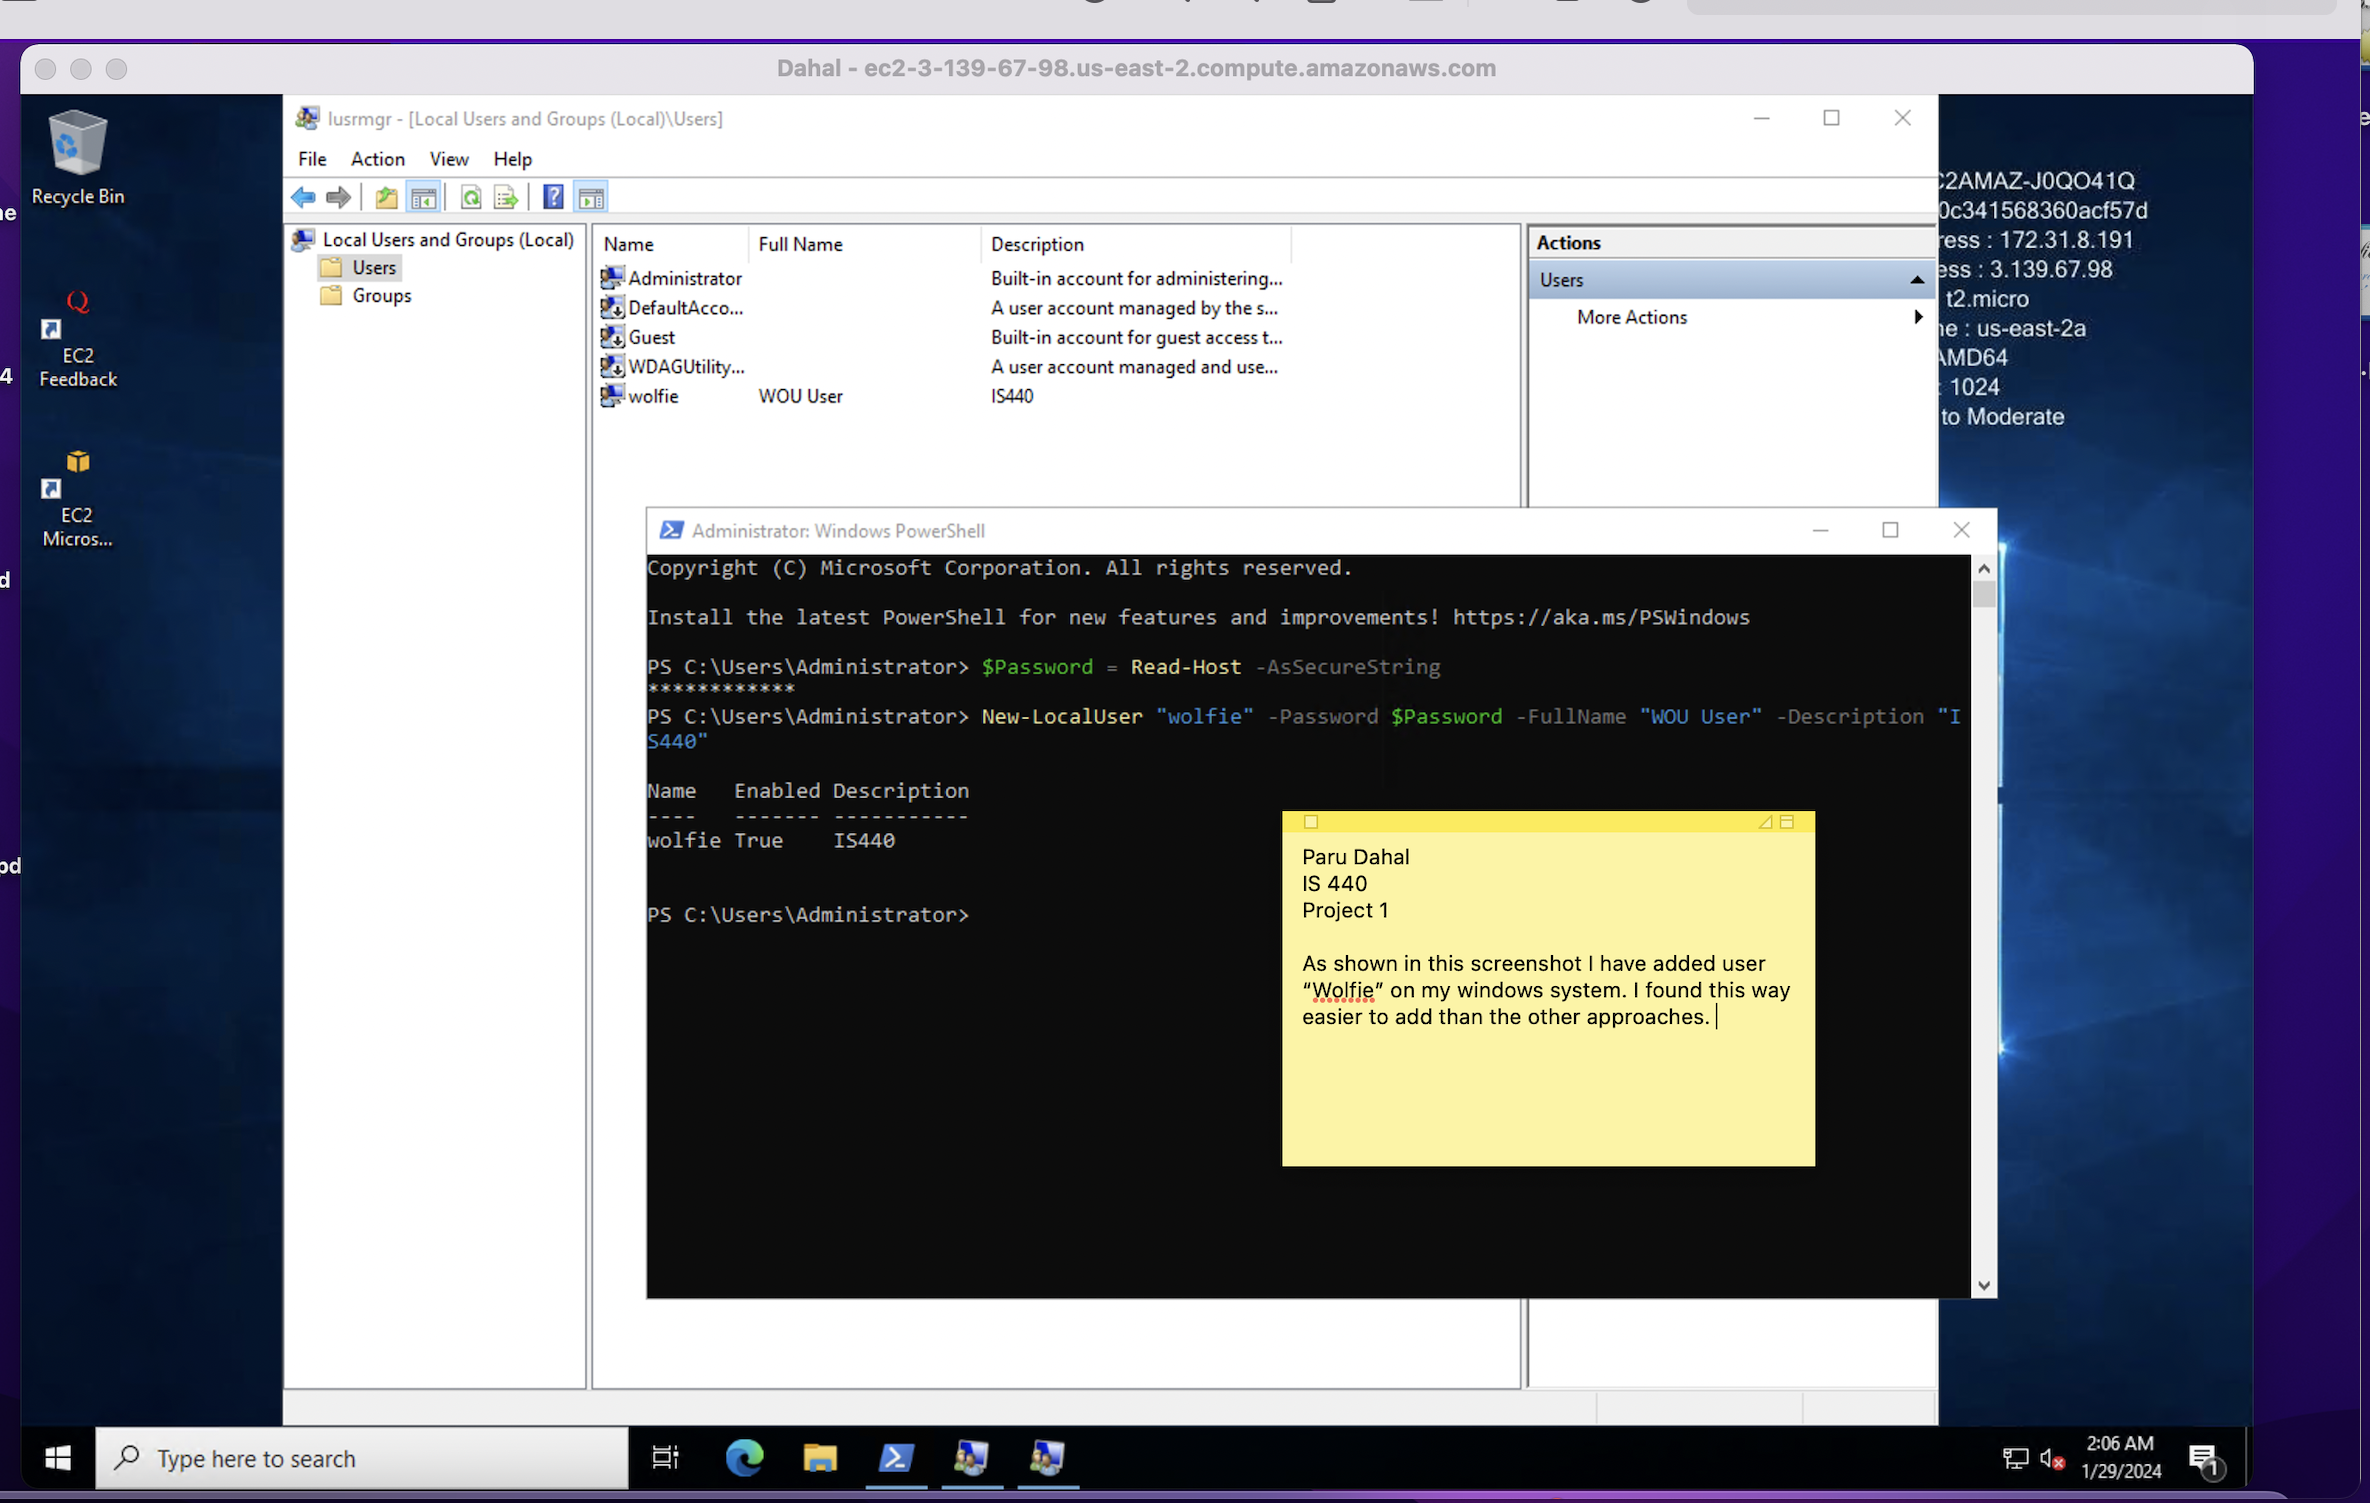 Dahal - ec2-3-139-67-98.us-east-2.compute.amazonaws.com
Recycle Bin
EC2
Feedback
EC2
Micros...
lusrmgr - [Local Users and Groups (Local)\Users]
File Action View Help
Local Users and Groups (Local)
Users
Groups
Name Full Name Description
Administrator Built-in account for administering...
DefaultAcco... A user account managed by the s...
Guest Built-in account for guest access t...
WDAGUtility... A user account managed and use...
wolfie WOU User IS440
Actions
Users
More Actions
C2AMAZ-J0QO41Q
0c341568360acf57d
ress : 172.31.8.191
ess : 3.139.67.98
t2.micro
ne : us-east-2a
AMD64
: 1024
to Moderate
Administrator: Windows PowerShell
Copyright (C) Microsoft Corporation. All rights reserved.
Install the latest PowerShell for new features and improvements! https://aka.ms/PSWindows
PS C:\Users\Administrator> $Password = Read-Host -AsSecureString
************
PS C:\Users\Administrator> New-LocalUser "wolfie" -Password $Password -FullName "WOU User" -Description "I
S440"
Name Enabled Description
---- ------- -----------
wolfie True IS440
PS C:\Users\Administrator>
Paru Dahal
IS 440
Project 1
As shown in this screenshot I have added user
“Wolfie” on my windows system. I found this way
easier to add than the other approaches.
Type here to search
2:06 AM
1/29/2024
1